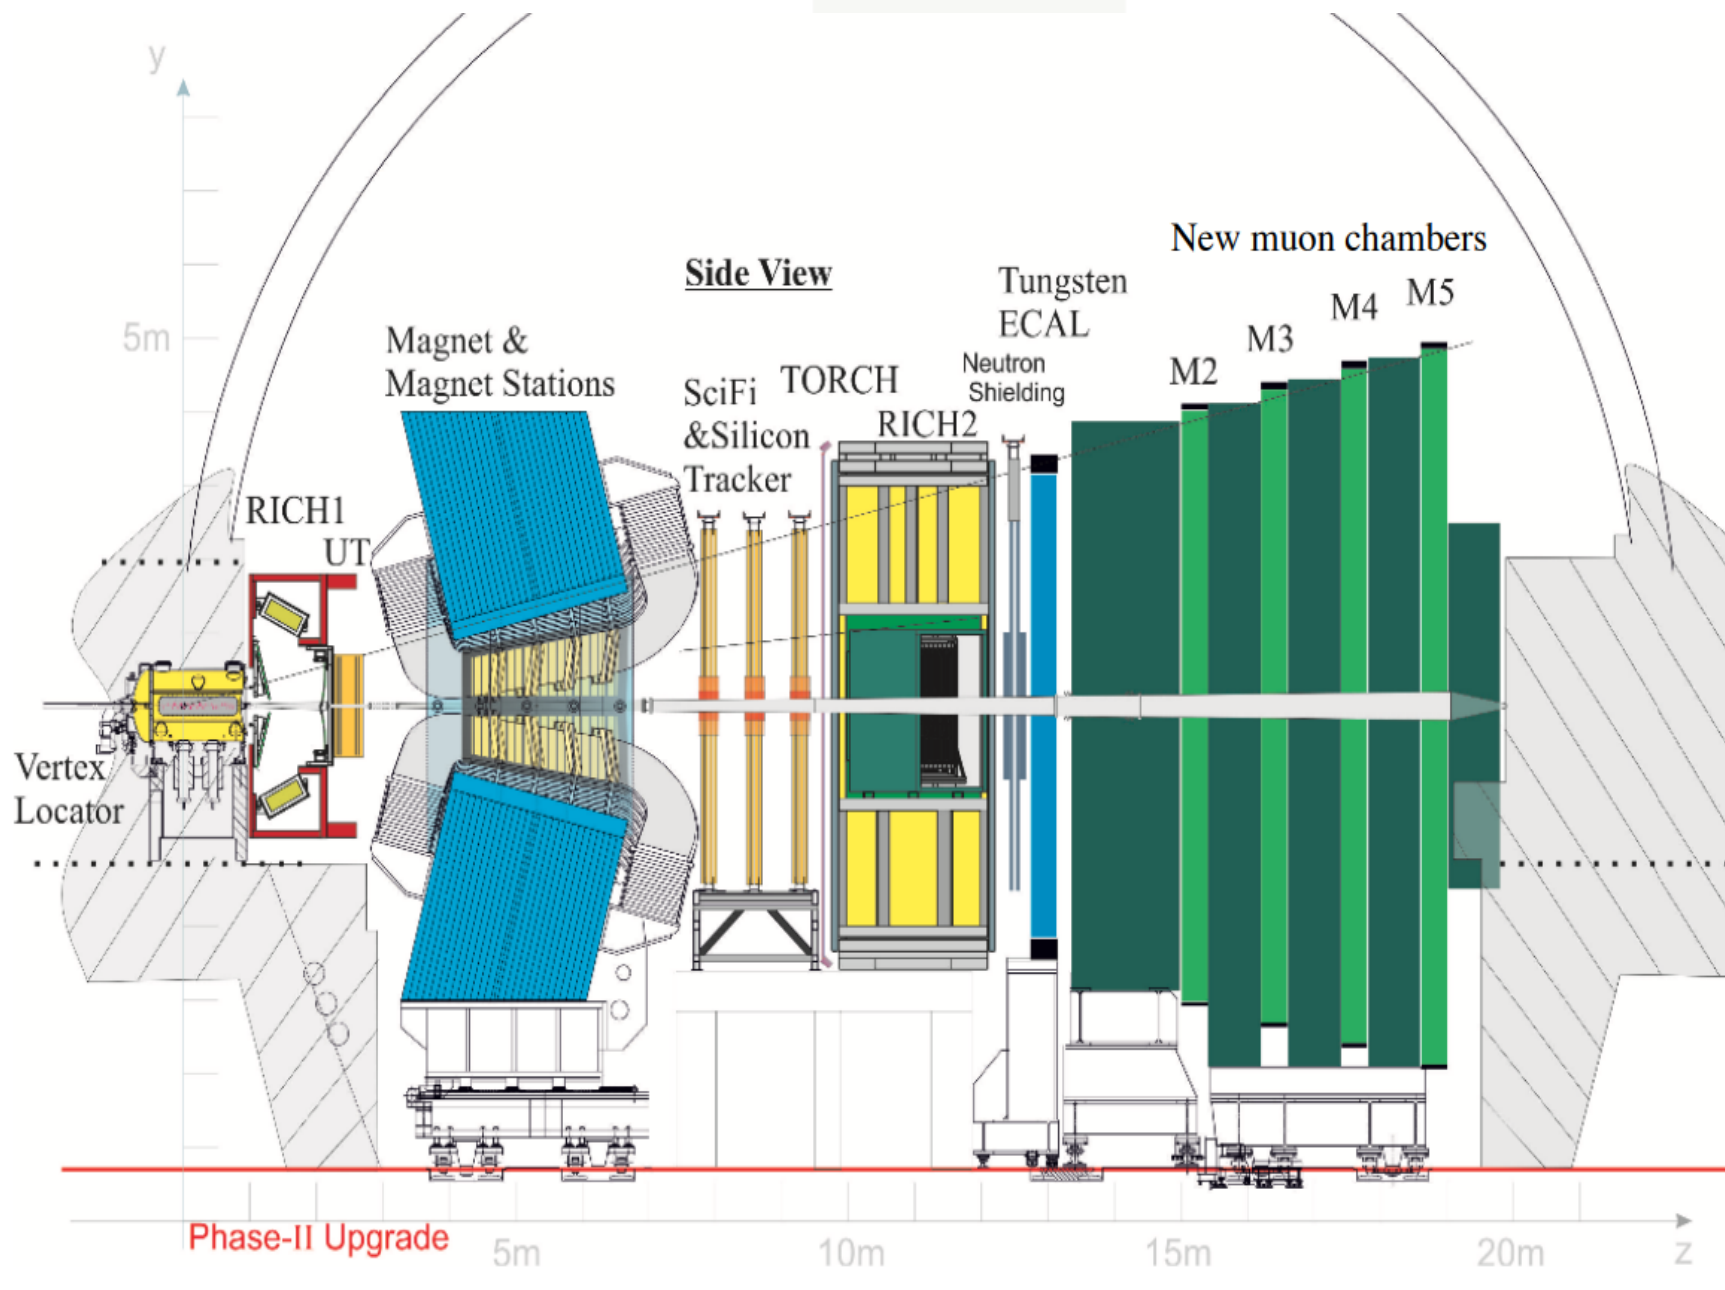 y
New muon chambers
Side View
Tungsten
ECAL
M5
M4
M3
5m
Magnet &
Magnet Stations
Neutron
Shielding
M2
TORCH
SciFi
&Silicon
Tracker
RICH2
RICH1
UT
Vertex
Locator
Phase-II Upgrade
5m
10m
15m
20m
z